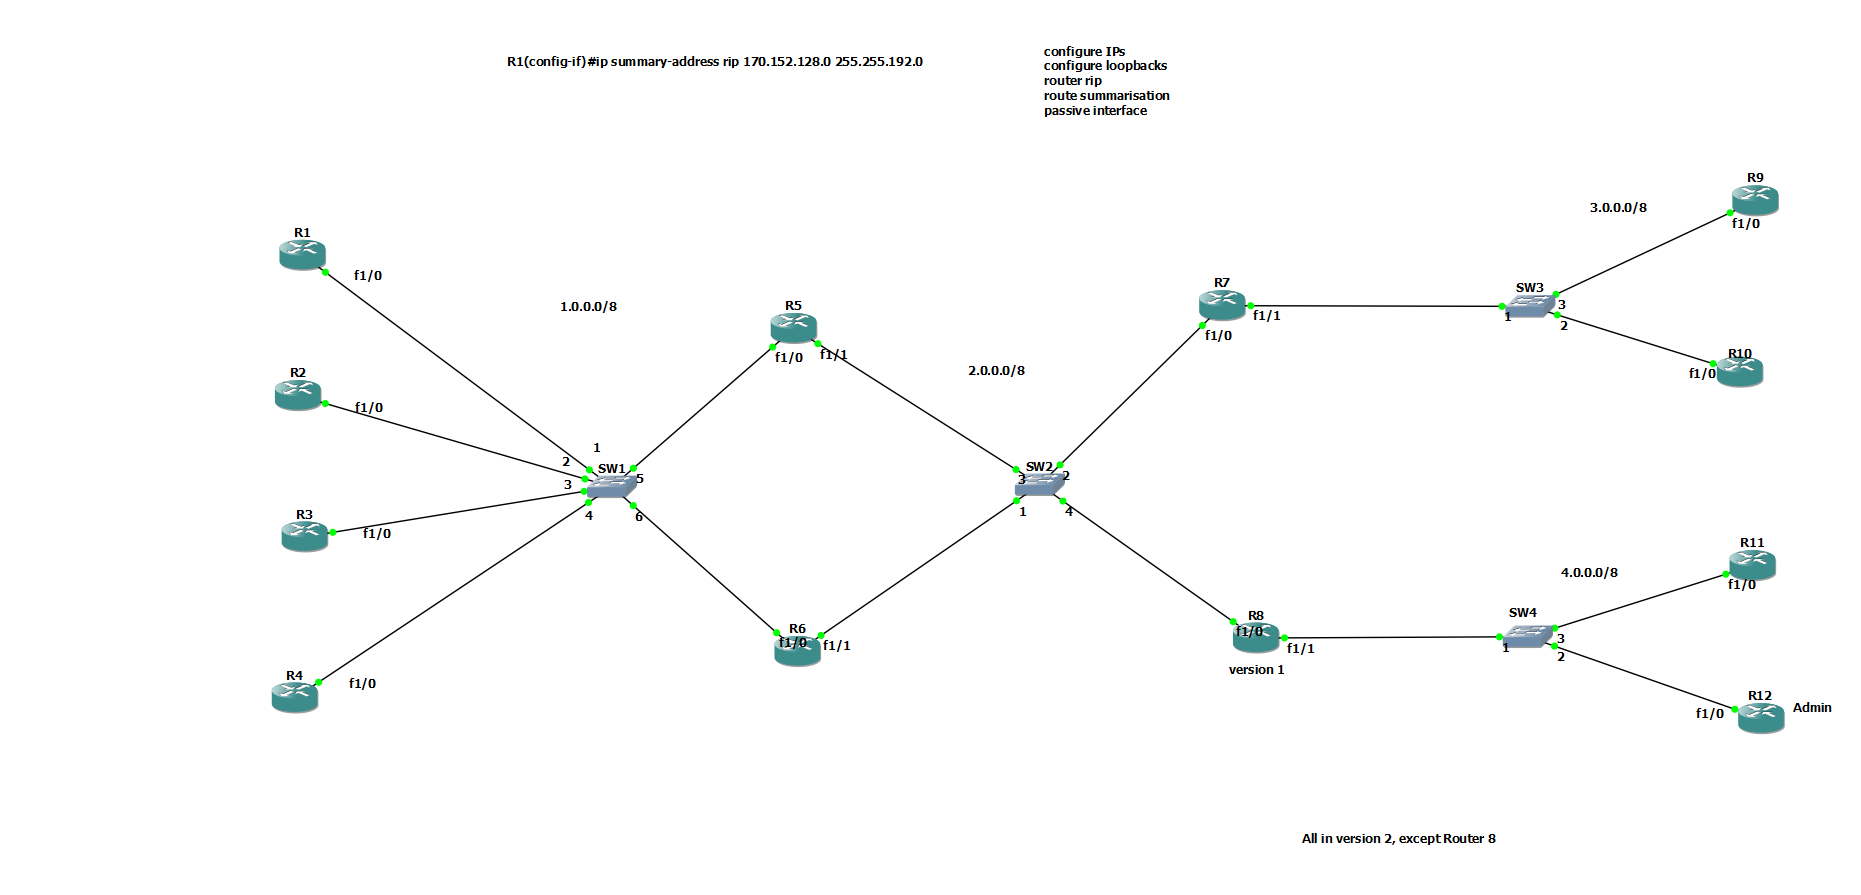 R1(config-if)#ip summary-address rip 170.152.128.0 255.255.192.0
configure IPs
configure loopbacks
router rip
route summarisation
passive interface
R1
f1/0
R2
f1/0
R3
f1/0
R4
f1/0
1.0.0.0/8
1
2
3
4
SW1
5
6
R5
f1/0
f1/1
R6
f1/0
f1/1
2.0.0.0/8
SW2
3
2
1
4
R7
f1/0
f1/1
R8
f1/0
f1/1
version 1
3.0.0.0/8
SW3
1
3
2
R9
f1/0
R10
f1/0
4.0.0.0/8
SW4
1
3
2
R11
f1/0
R12
f1/0
Admin
All in version 2, except Router 8